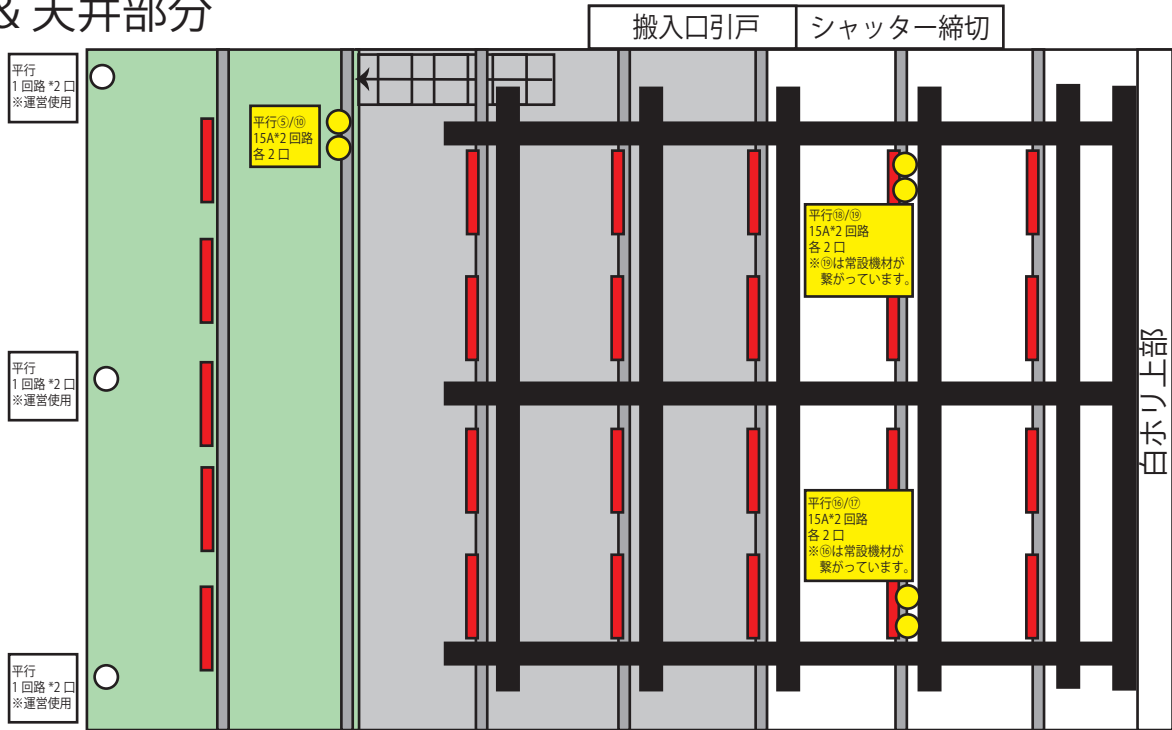 & 天井部分
搬入口引戸
シャッター締切
平行
1 回路 *2 口
※運営使用
平行⑤/⑩
15A*2 回路
各 2 口
平行⑱/⑲
15A*2 回路
各 2 口
※⑲は常設機材が
繋がっています。
平行
1 回路 *2 口
※運営使用
白ホリ上部
平行⑯/⑰
15A*2 回路
各 2 口
※⑯は常設機材が
繋がっています。
平行
1 回路 *2 口
※運営使用